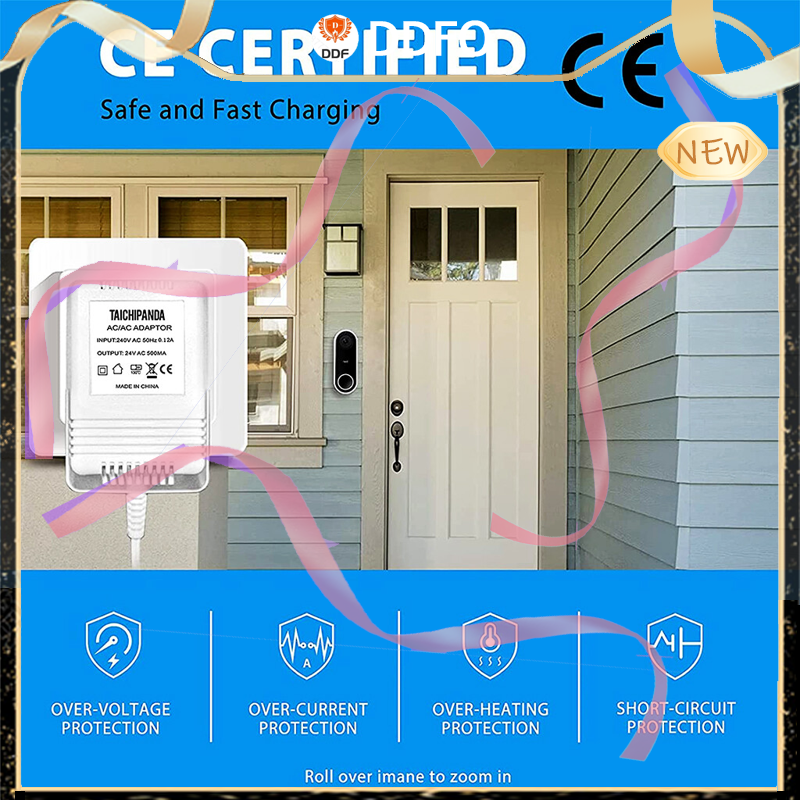 CE CERTIFIED
DDFO
DDF
CE
Safe and Fast Charging
NEW
TAICHIPANDA
AC/AC ADAPTOR
INPUT:240V AC 50Hz 0.12A
OUTPUT: 24V AC 500MA
CE
MADE IN CHINA
OVER-VOLTAGE
PROTECTION
OVER-CURRENT
PROTECTION
OVER-HEATING
PROTECTION
SHORT-CIRCUIT
PROTECTION
A
Roll over imane to zoom in